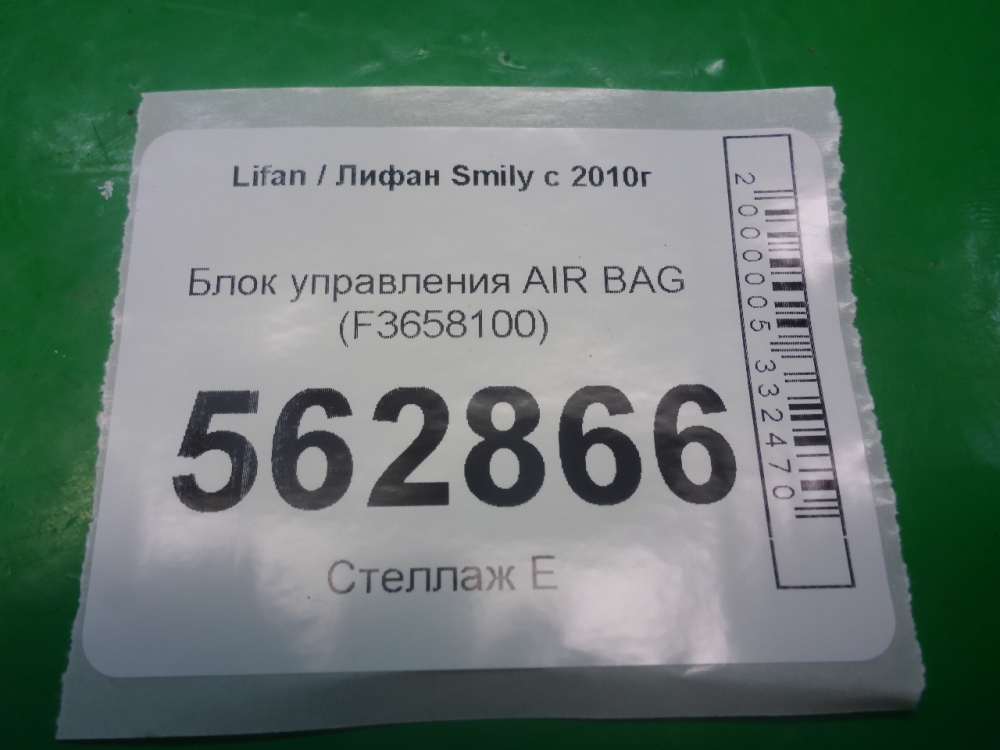 Lifan / Лифан Smily с 2010г
Блок управления AIR BAG
(F3658100)
562866
Стеллаж E
2000005332470